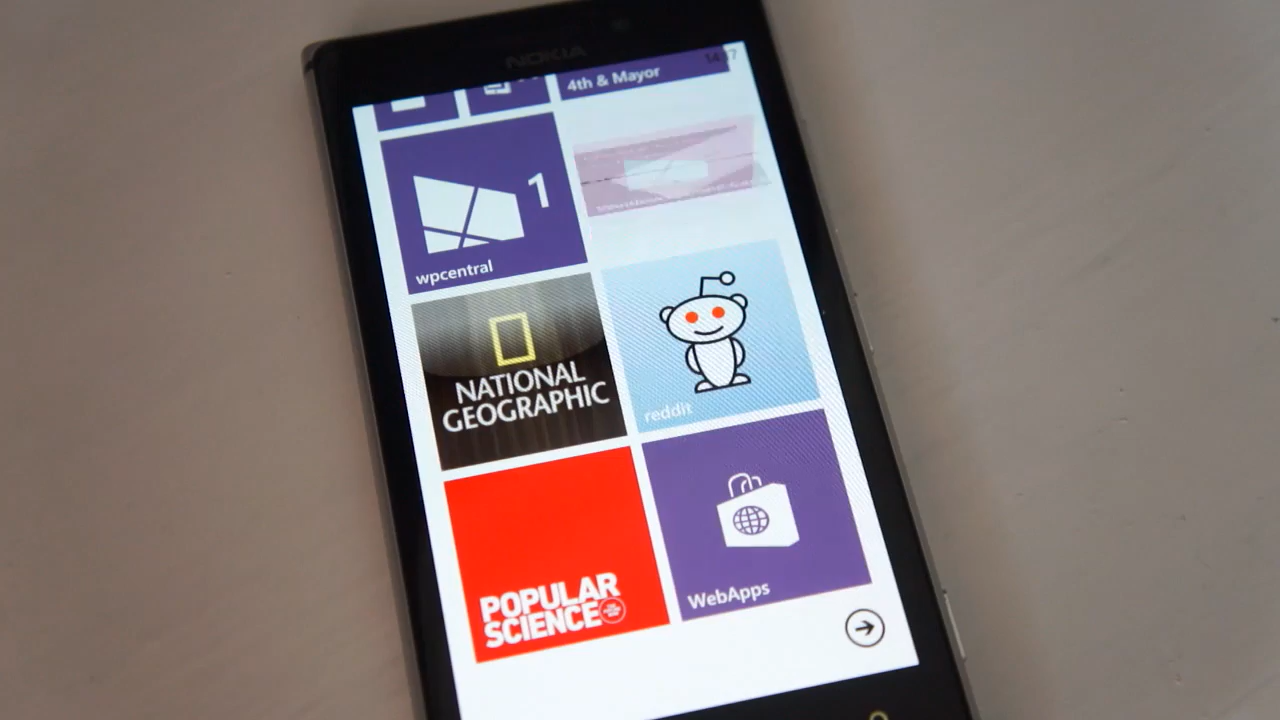 NOKIA
4th & Mayor
1
wpcentral
NATIONAL
GEOGRAPHIC
reddit
POPULAR
SCIENCE
WebApps